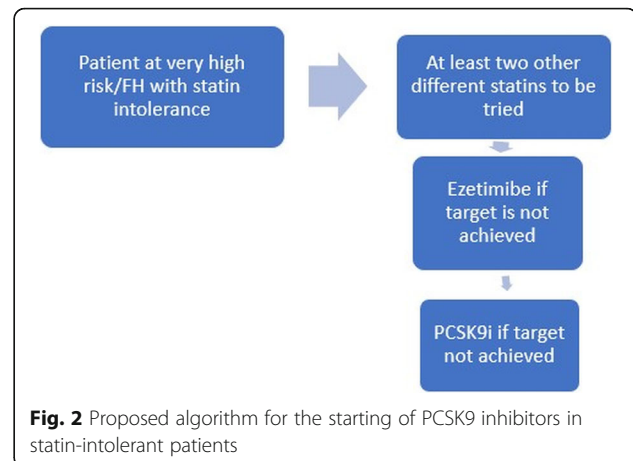 Patient at very high
risk/FH with statin
intolerance
At least two other
different statins to be
tried
Ezetimibe if
target is not
achieved
PCSK9i if target
not achieved
Fig. 2 Proposed algorithm for the starting of PCSK9 inhibitors in
statin-intolerant patients